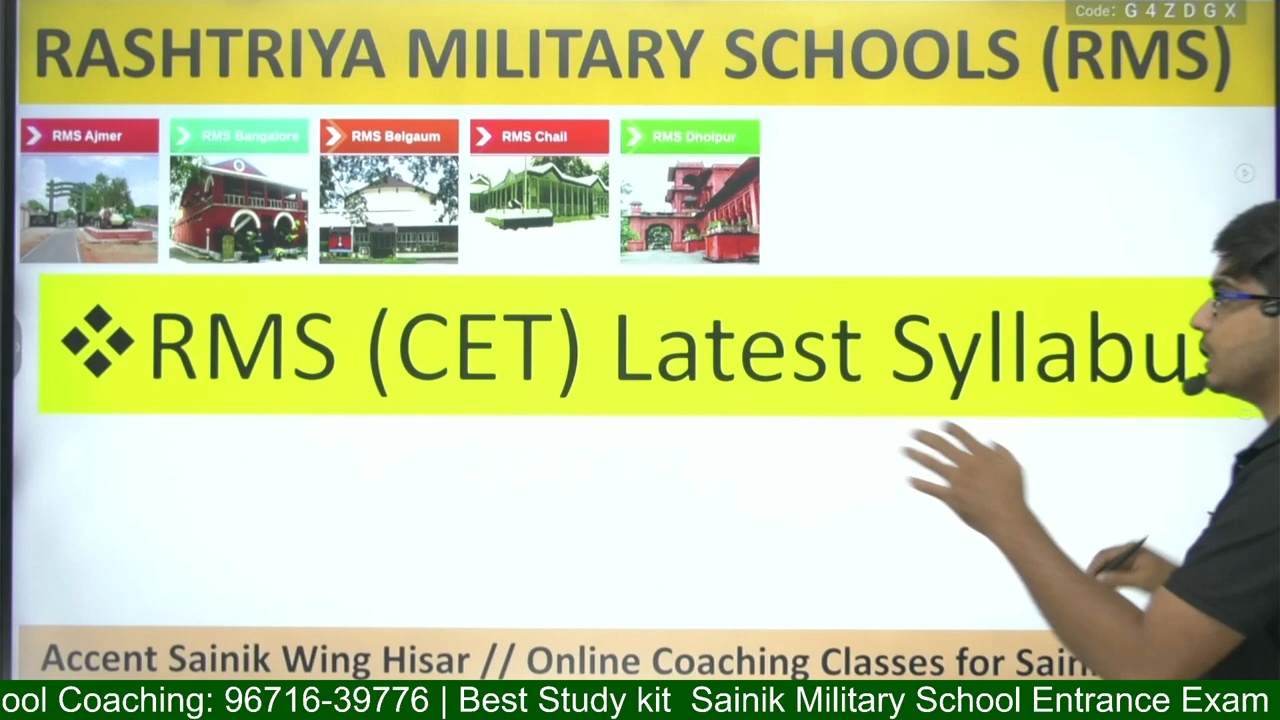 Code: G 4 Z D G X
RASHTRIYA MILITARY SCHOOLS (RMS)
RMS Ajmer
RMS Bangalore
RMS Belgaum
RMS Chail
RMS Dholpur
❖RMS (CET) Latest Syllabu
Accent Sainik Wing Hisar // Online Coaching Classes for Sain
ool Coaching: 96716-39776 | Best Study kit Sainik Military School Entrance Exam